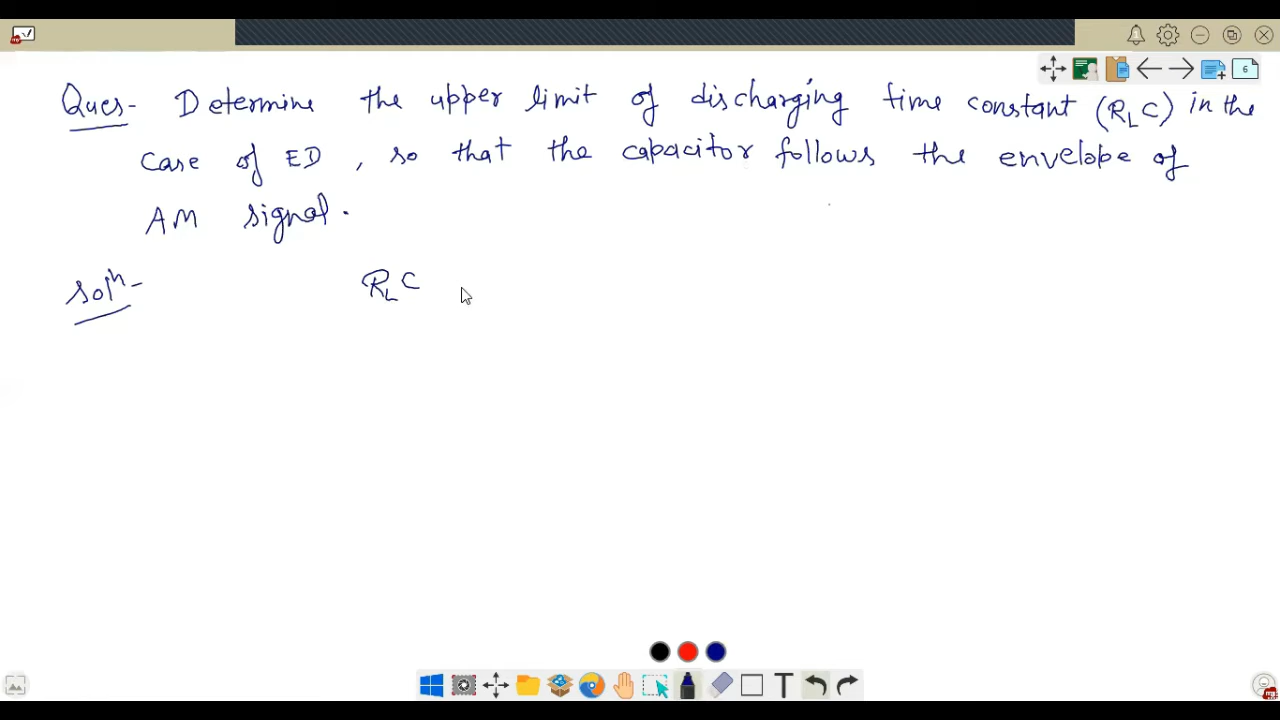 6
Ques- Determine the upper limit of discharging time constant (RLC) in the
case of ED, so that the capacitor follows the envelope of
AM signal.
Soln-
RLC
T